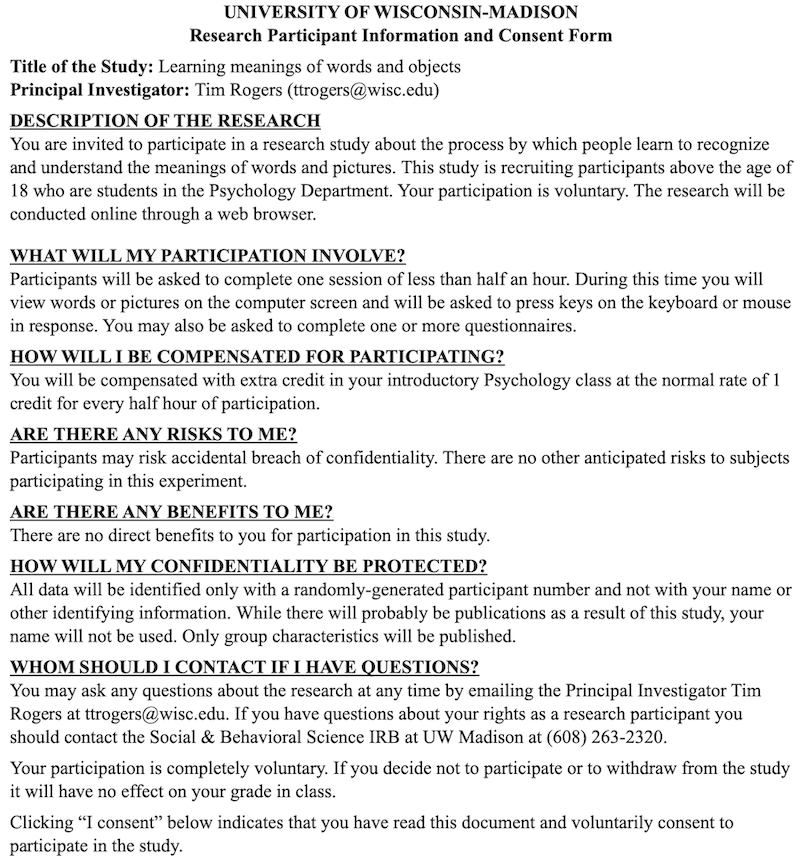 UNIVERSITY OF WISCONSIN-MADISON
Research Participant Information and Consent Form
Title of the Study: Learning meanings of words and objects
Principal Investigator: Tim Rogers (ttrogers@wisc.edu)
DESCRIPTION OF THE RESEARCH
You are invited to participate in a research study about the process by which people learn to recognize
and understand the meanings of words and pictures. This study is recruiting participants above the age of
18 who are students in the Psychology Department. Your participation is voluntary. The research will be
conducted online through a web browser.
WHAT WILL MY PARTICIPATION INVOLVE?
Participants will be asked to complete one session of less than half an hour. During this time you will
view words or pictures on the computer screen and will be asked to press keys on the keyboard or mouse
in response. You may also be asked to complete one or more questionnaires.
HOW WILL I BE COMPENSATED FOR PARTICIPATING?
You will be compensated with extra credit in your introductory Psychology class at the normal rate of 1
credit for every half hour of participation.
ARE THERE ANY RISKS TO ME?
Participants may risk accidental breach of confidentiality. There are no other anticipated risks to subjects
participating in this experiment.
ARE THERE ANY BENEFITS TO ME?
There are no direct benefits to you for participation in this study.
HOW WILL MY CONFIDENTIALITY BE PROTECTED?
All data will be identified only with a randomly-generated participant number and not with your name or
other identifying information. While there will probably be publications as a result of this study, your
name will not be used. Only group characteristics will be published.
WHOM SHOULD I CONTACT IF I HAVE QUESTIONS?
You may ask any questions about the research at any time by emailing the Principal Investigator Tim
Rogers at ttrogers@wisc.edu. If you have questions about your rights as a research participant you
should contact the Social & Behavioral Science IRB at UW Madison at (608) 263-2320.
Your participation is completely voluntary. If you decide not to participate or to withdraw from the study
it will have no effect on your grade in class.
Clicking “I consent” below indicates that you have read this document and voluntarily consent to
participate in the study.